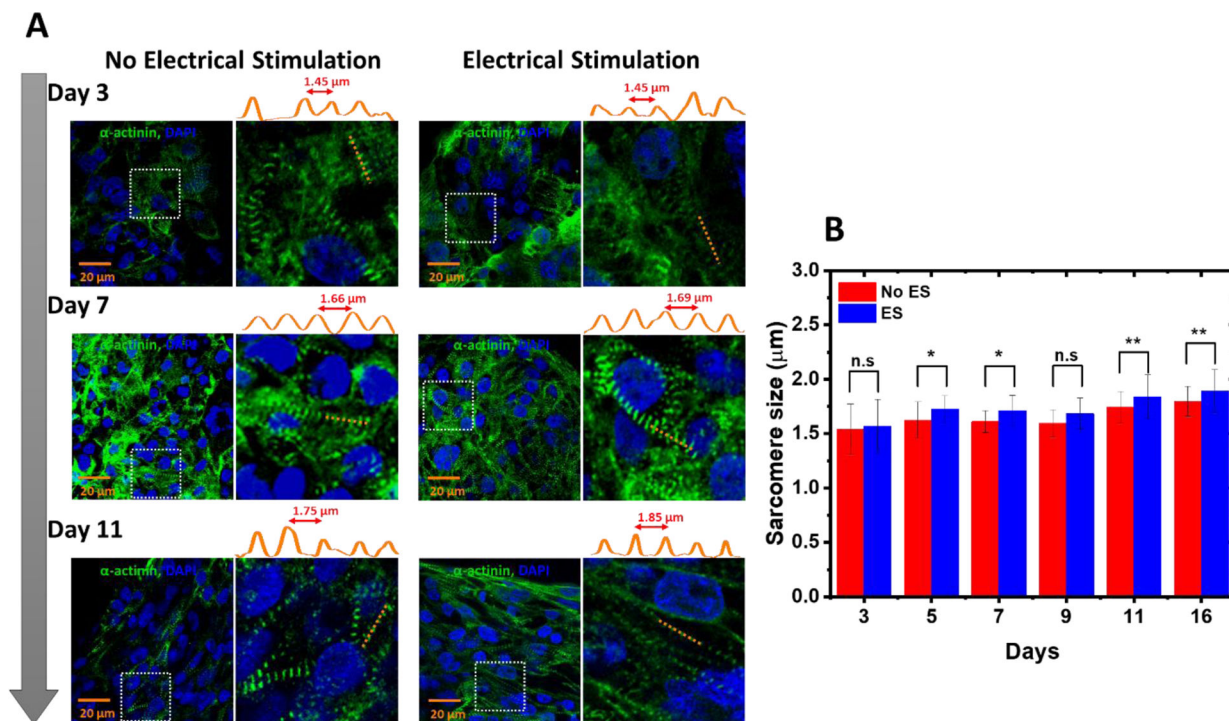 A
No Electrical Stimulation
Electrical Stimulation
Day 3
1.45 μm
1.45 μm
α-actinin, DAPI
α-actinin, DAPI
20 μm
20 μm
Day 7
1.66 μm
1.69 μm
α-actinin, DAPI
α-actinin, DAPI
20 μm
20 μm
Day 11
1.75 μm
1.85 μm
α-actinin, DAPI
α-actinin, DAPI
20 μm
20 μm
B
3.0
2.5
2.0
1.5
1.0
0.5
0.0
Sarcomere size (μm)
No ES
ES
n.s
*
*
n.s
**
**
3 5 7 9 11 16
Days